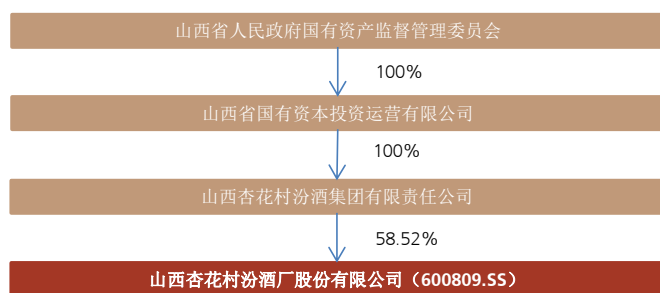 山西省人民政府国有资产监督管理委员会
100%
山西省国有资本投资运营有限公司
100%
山西杏花村汾酒集团有限责任公司
58.52%
山西杏花村汾酒厂股份有限公司（600809.SS）